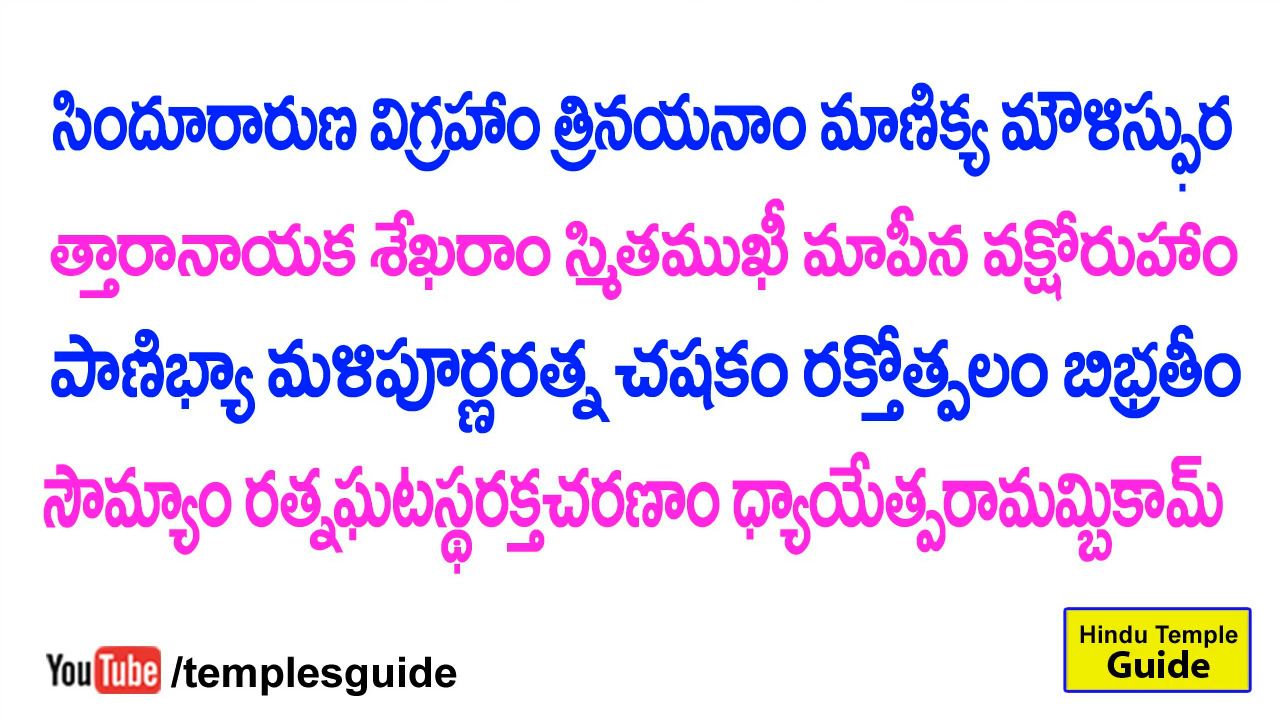 సిందూరారుణ విగ్రహాం త్రినయనాం మాణిక్య మౌళిస్ఫుర
త్తారానాయక శేఖరాం స్మితముఖీ మాపీన వక్షోరుహాం
పాణిభ్యా మళిపూర్ణరత్న చషకం రక్తోత్పలం బిభ్రతీం
సౌమ్యాం రత్నఘటస్థరక్తచరణాం ధ్యాయేత్పరామమ్బికామ్
YouTube /templesguide
Hindu Temple
Guide